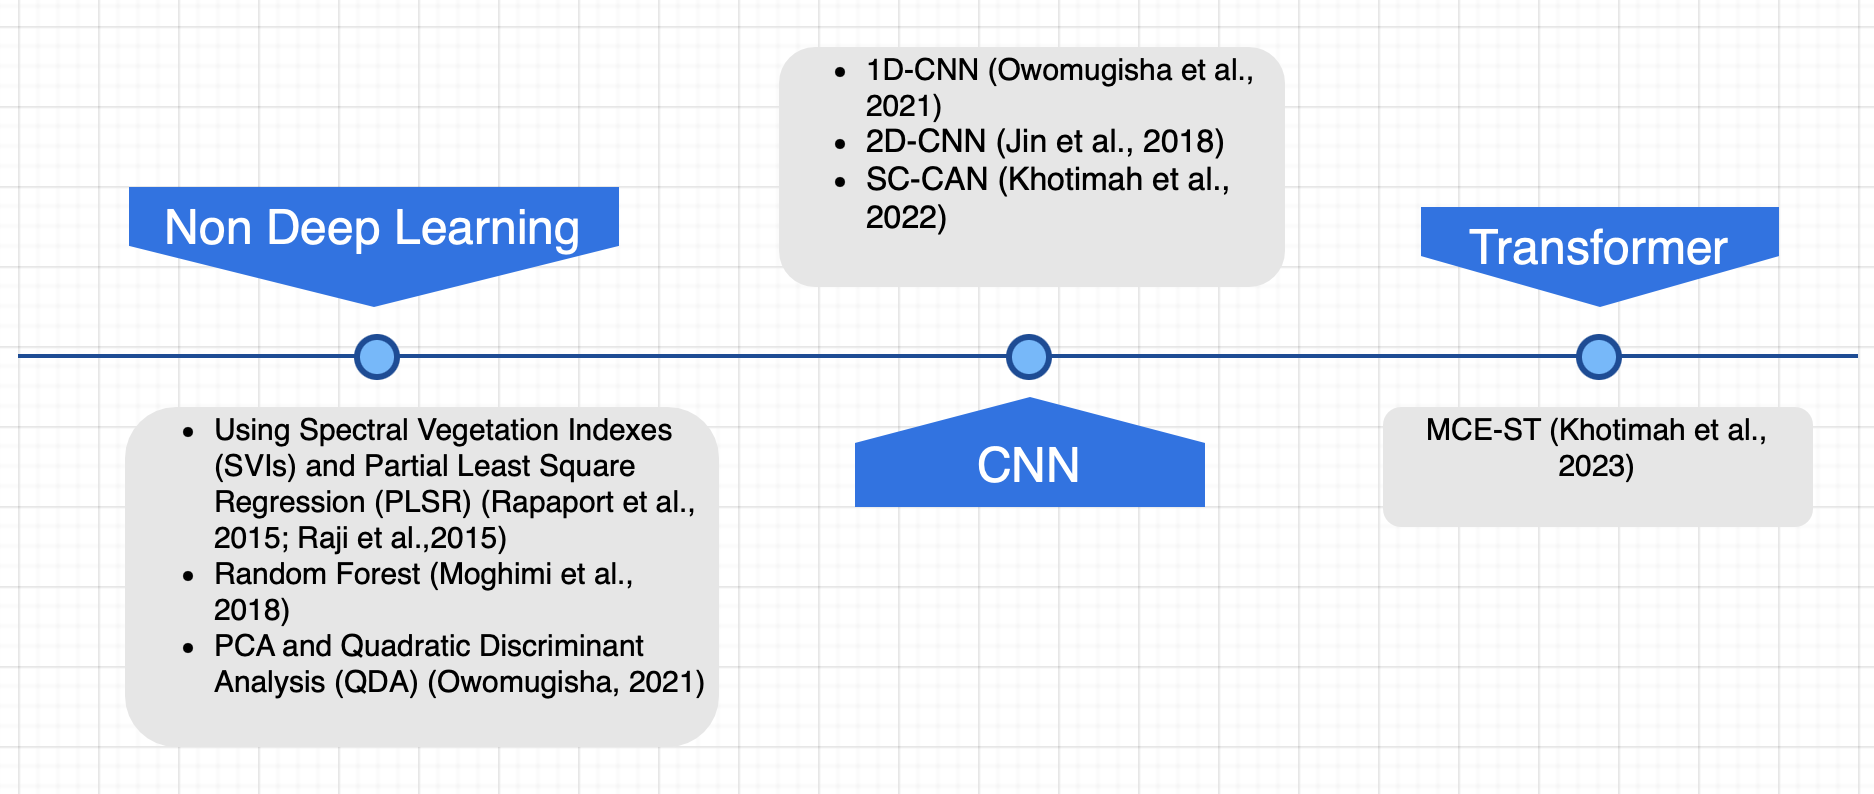 Non Deep Learning
• Using Spectral Vegetation Indexes
(SVIs) and Partial Least Square
Regression (PLSR) (Rapaport et al.,
2015; Raji et al.,2015)
• Random Forest (Moghimi et al.,
2018)
• PCA and Quadratic Discriminant
Analysis (QDA) (Owomugisha, 2021)
• 1D-CNN (Owomugisha et al.,
2021)
• 2D-CNN (Jin et al., 2018)
• SC-CAN (Khotimah et al.,
2022)
CNN
Transformer
MCE-ST (Khotimah et al.,
2023)